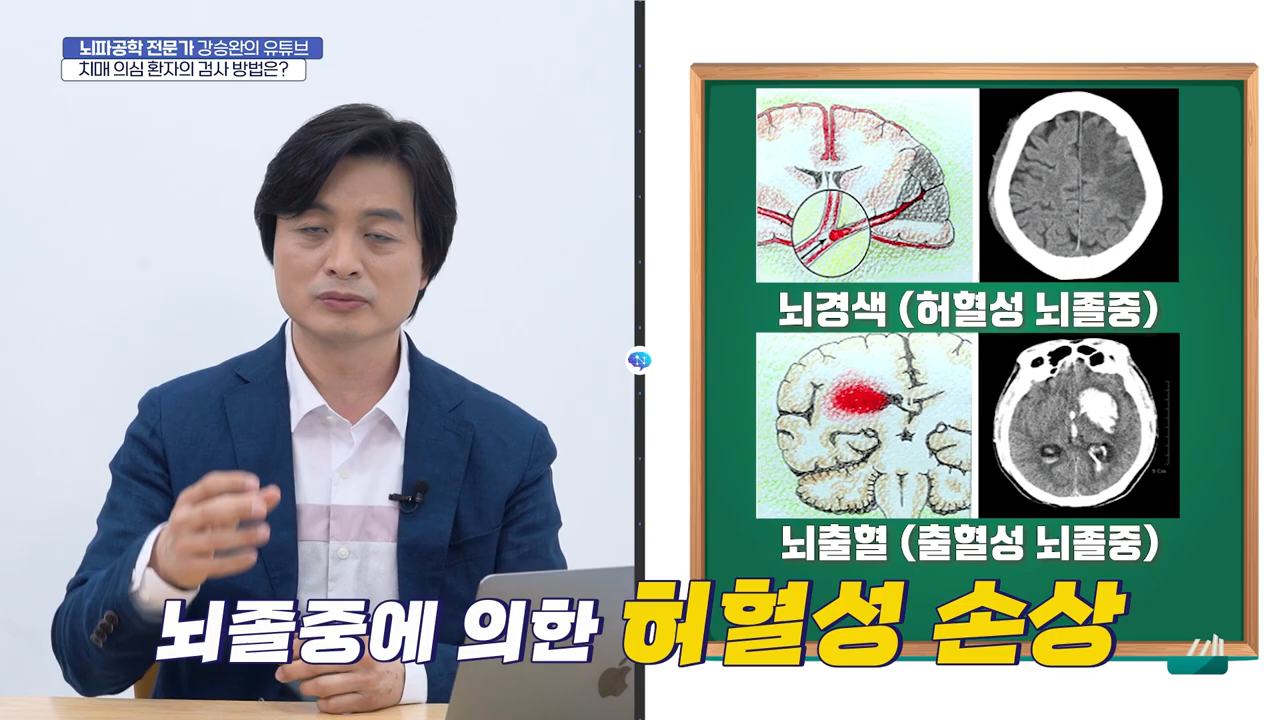 뇌파공학 전문가 강승완의 유튜브
치매 의심 환자의 검사 방법은?
뇌경색 (허혈성 뇌졸중)
뇌출혈 (출혈성 뇌졸중)
뇌졸중에 의한 허혈성 손상